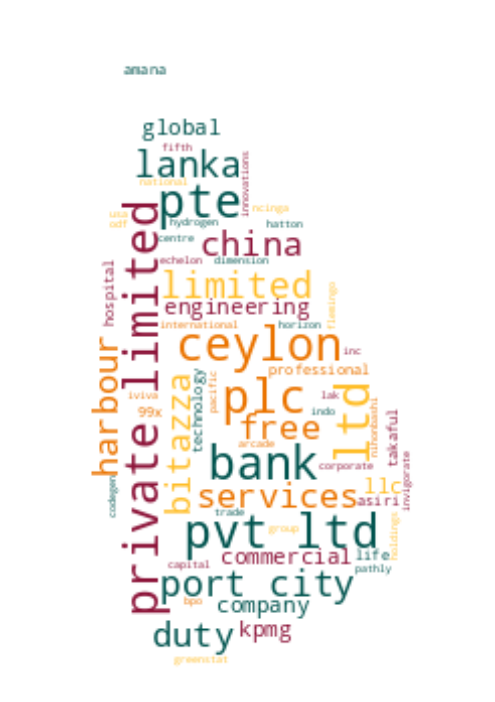 amana
global
fifth
lanka
innovations
national
pte
ncinga
usa
odf
hydrogen
hatton
centre
china
echelon
dimension
hospital
private limited
limited
flamingo
engineering
international
horizon
ceylon
inc
harbour
professional
technology
pacific
bitazza
plc
ltd
iviva
lak
99x
indo
nihonbashi
free
takaful
arcade
bank
corporate
invigorate
codegen
services
llc
asiri
trade
pvt ltd
group
holdings
commercial
life
capital
pathly
port city
bpo
company
duty
kpmg
greenstat